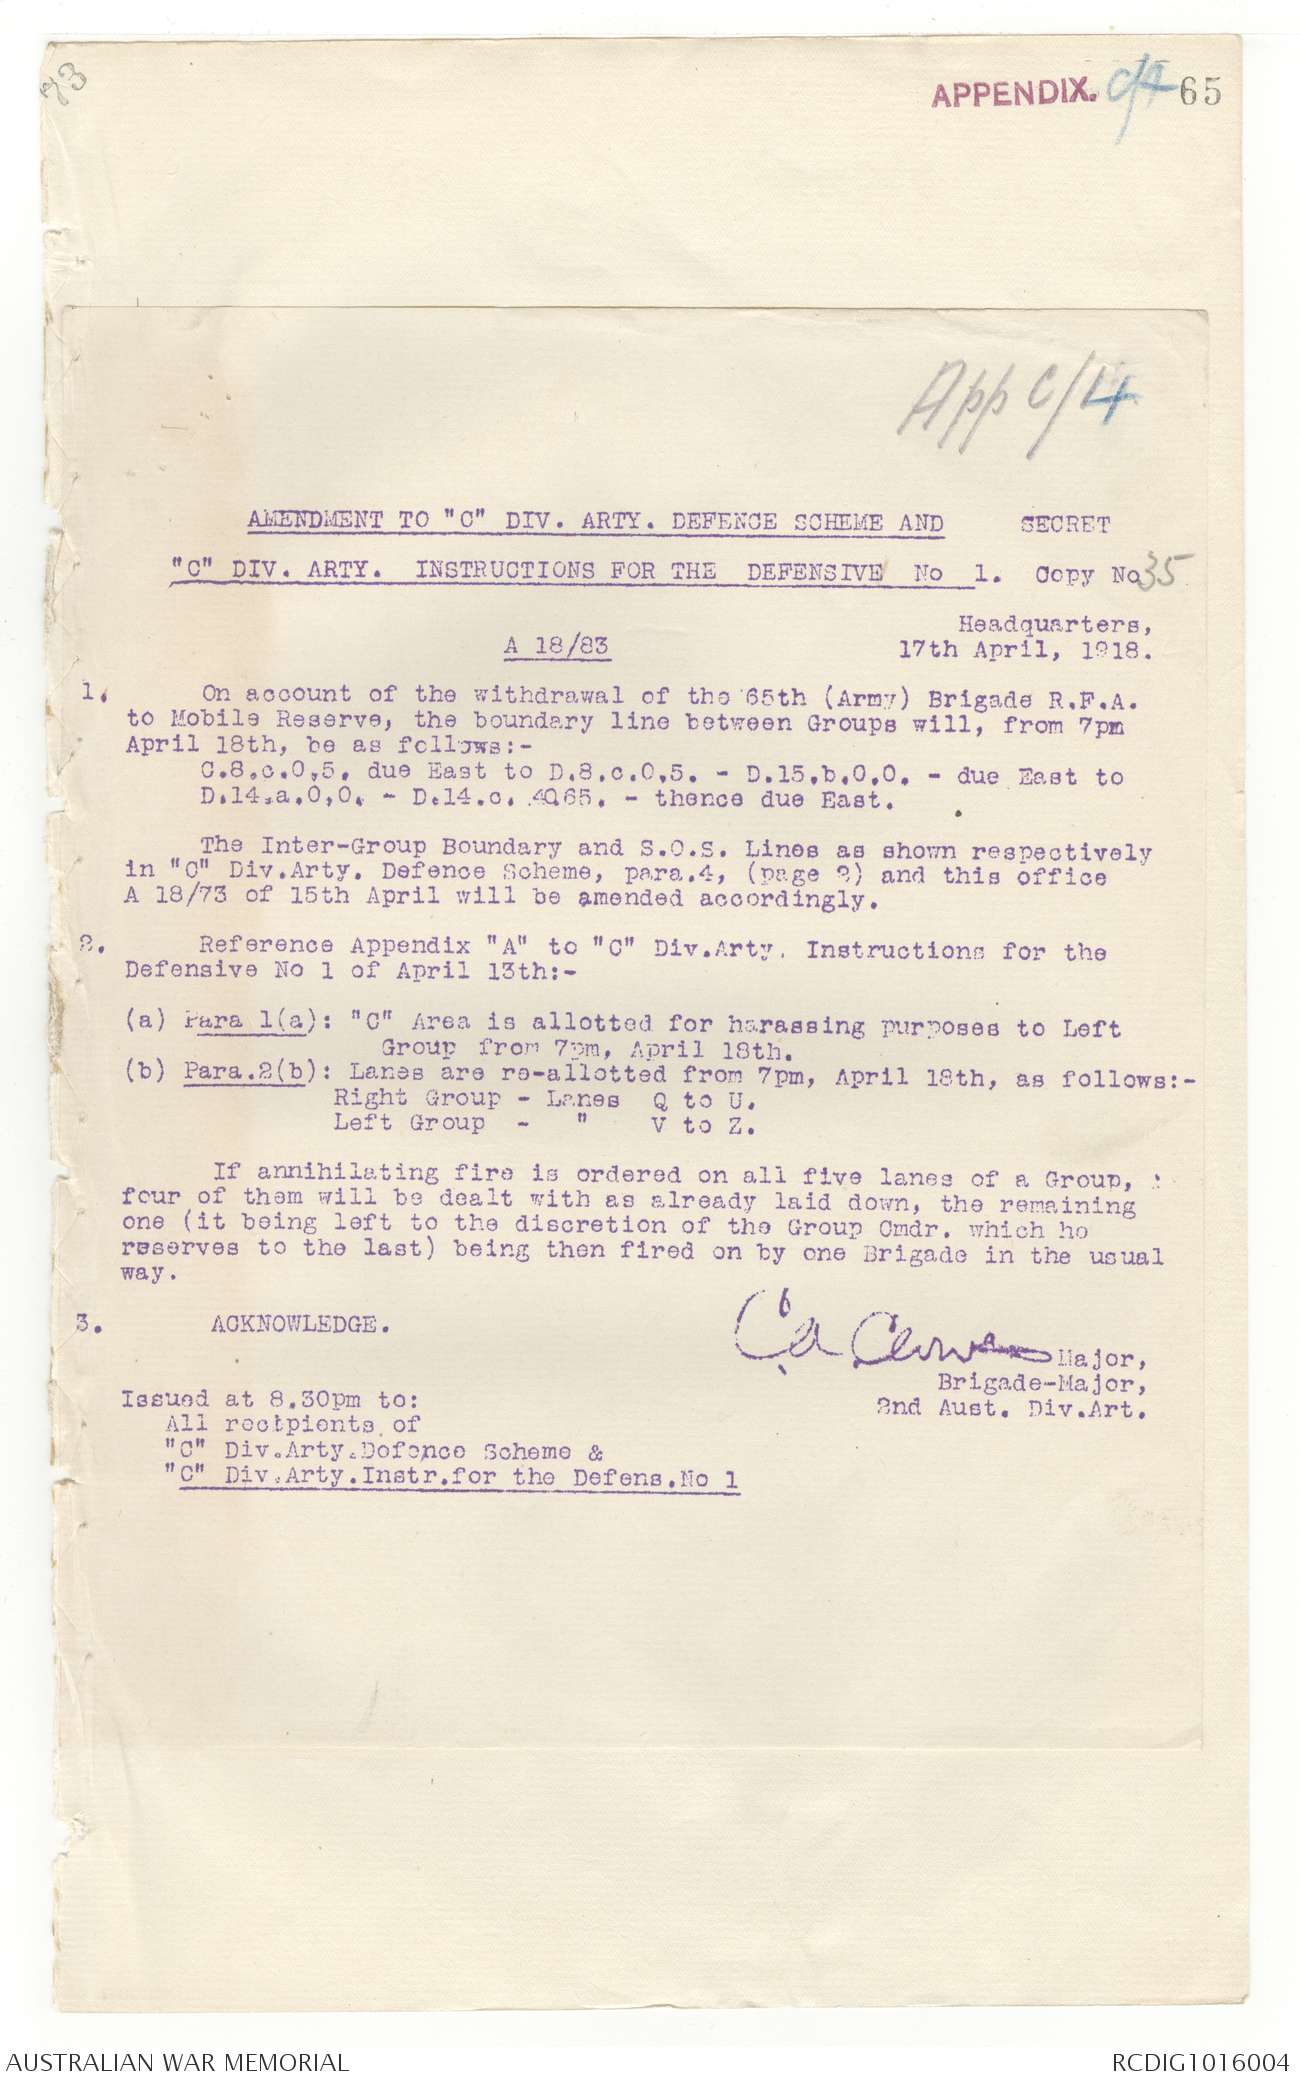 73
APPENDIX. C/4 65
App C/14
AMENDMENT TO "C" DIV. ARTY. DEFENCE SCHEME AND SECRET
"C" DIV. ARTY. INSTRUCTIONS FOR THE DEFENSIVE No 1. Copy No 35
Headquarters,
A 18/83 17th April, 1918.
1. On account of the withdrawal of the 65th (Army) Brigade R.F.A.
to Mobile Reserve, the boundary line between Groups will, from 7pm
April 18th, be as follows:-
C.8.c.0,5. due East to D.8.c.0,5. - D.15.b.0.0. - due East to
D.14.a.0,0. - D.14.c. 4065. - thence due East.
The Inter-Group Boundary and S.O.S. Lines as shown respectively
in "C" Div.Arty. Defence Scheme, para.4, (page 2) and this office
A 18/73 of 15th April will be amended accordingly.
2. Reference Appendix "A" to "C" Div.Arty. Instructions for the
Defensive No 1 of April 13th:-
(a) Para 1(a): "C" Area is allotted for harassing purposes to Left
Group from 7pm, April 18th.
(b) Para.2(b): Lanes are re-allotted from 7pm, April 18th, as follows:-
Right Group - Lanes Q to U.
Left Group - " V to Z.
If annihilating fire is ordered on all five lanes of a Group,
four of them will be dealt with as already laid down, the remaining
one (it being left to the discretion of the Group Cmdr. which he
reserves to the last) being then fired on by one Brigade in the usual
way.
3. ACKNOWLEDGE.
Major,
Brigade-Major,
Issued at 8.30pm to: 2nd Aust. Div.Art.
All recipients of
"C" Div.Arty.Defence Scheme &
"C" Div.Arty.Instr.for the Defens.No 1
AUSTRALIAN WAR MEMORIAL RCDIG1016004